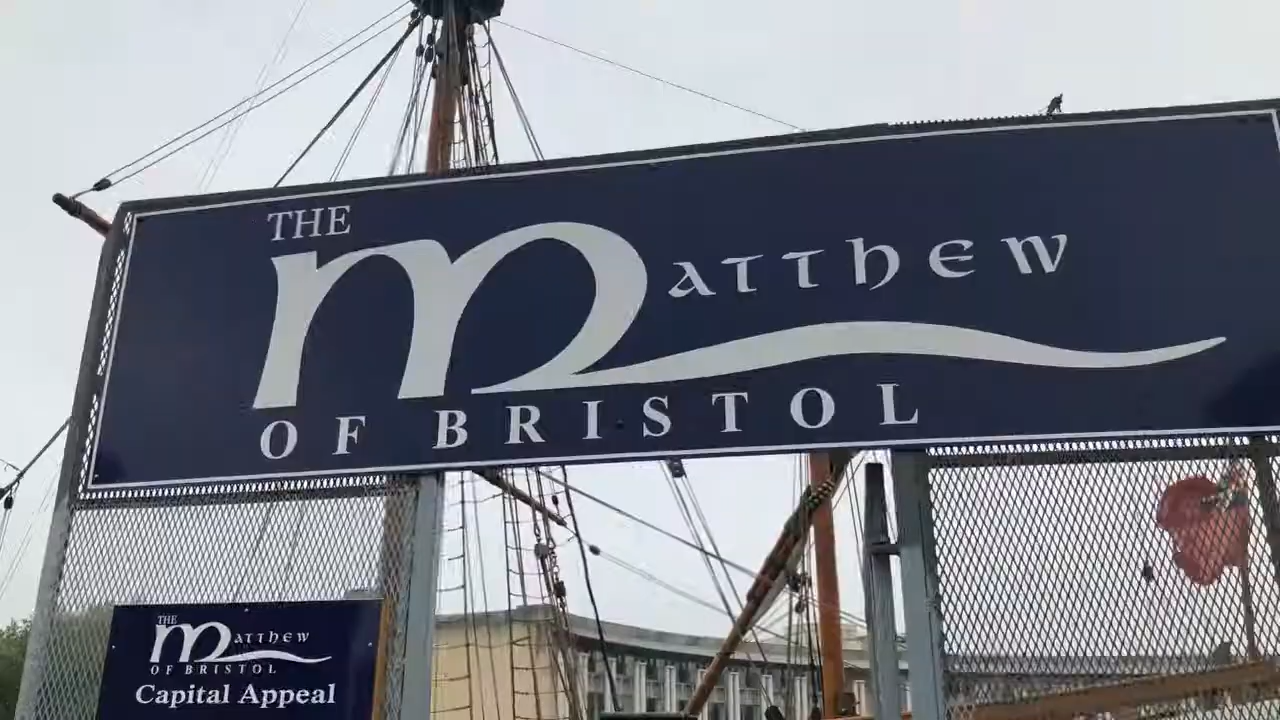 THE
Matthew
OF BRISTOL
THE
Matthew
OF BRISTOL
Capital Appeal